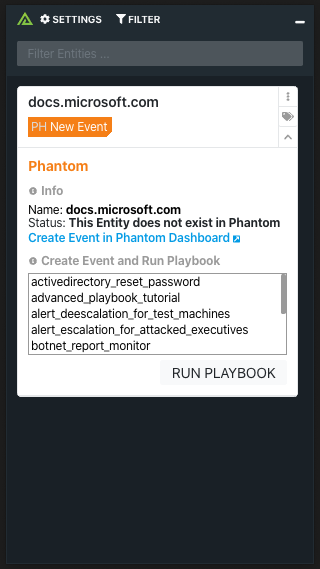 SETTINGS FILTER
Filter Entities ...
docs.microsoft.com
PH New Event
Phantom
Info
Name: docs.microsoft.com
Status: This Entity does not exist in Phantom
Create Event in Phantom Dashboard
Create Event and Run Playbook
activedirectory_reset_password
advanced_playbook_tutorial
alert_deescalation_for_test_machines
alert_escalation_for_attacked_executives
botnet_report_monitor
RUN PLAYBOOK